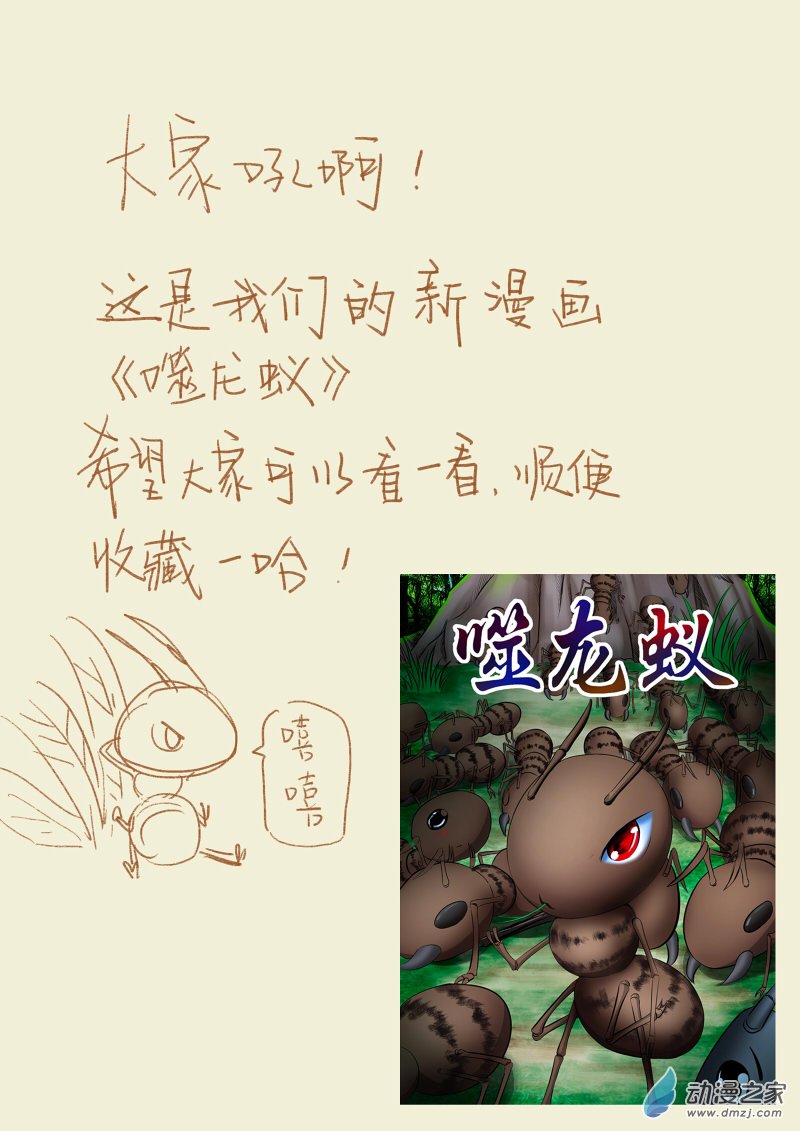 大家吼啊！
这是我们的新漫画
《噬龙蚁》
希望大家可以看一看，顺便
收藏一哈！
嘻
嘻
噬龙蚁
动漫之家
www.dmzj.com